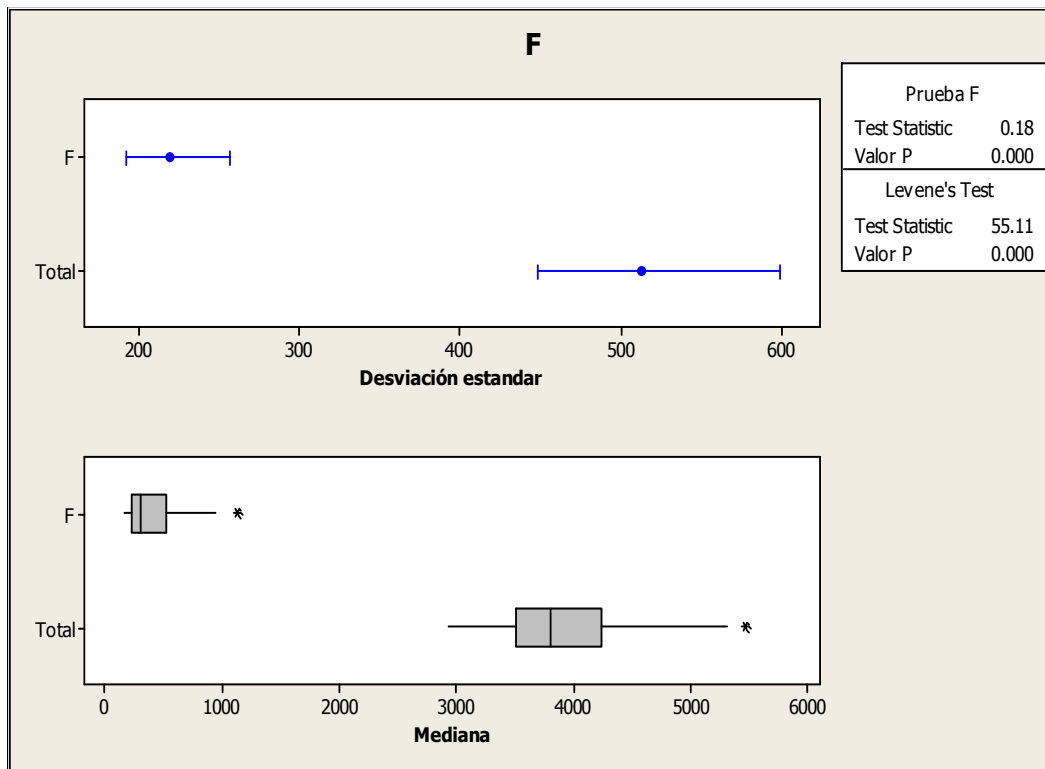 F
Prueba F
Test Statistic 0.18
Valor P 0.000
Levene's Test
Test Statistic 55.11
Valor P 0.000
F
Total
200 300 400 500 600
Desviación estandar
F
Total
0 1000 2000 3000 4000 5000 6000
Mediana